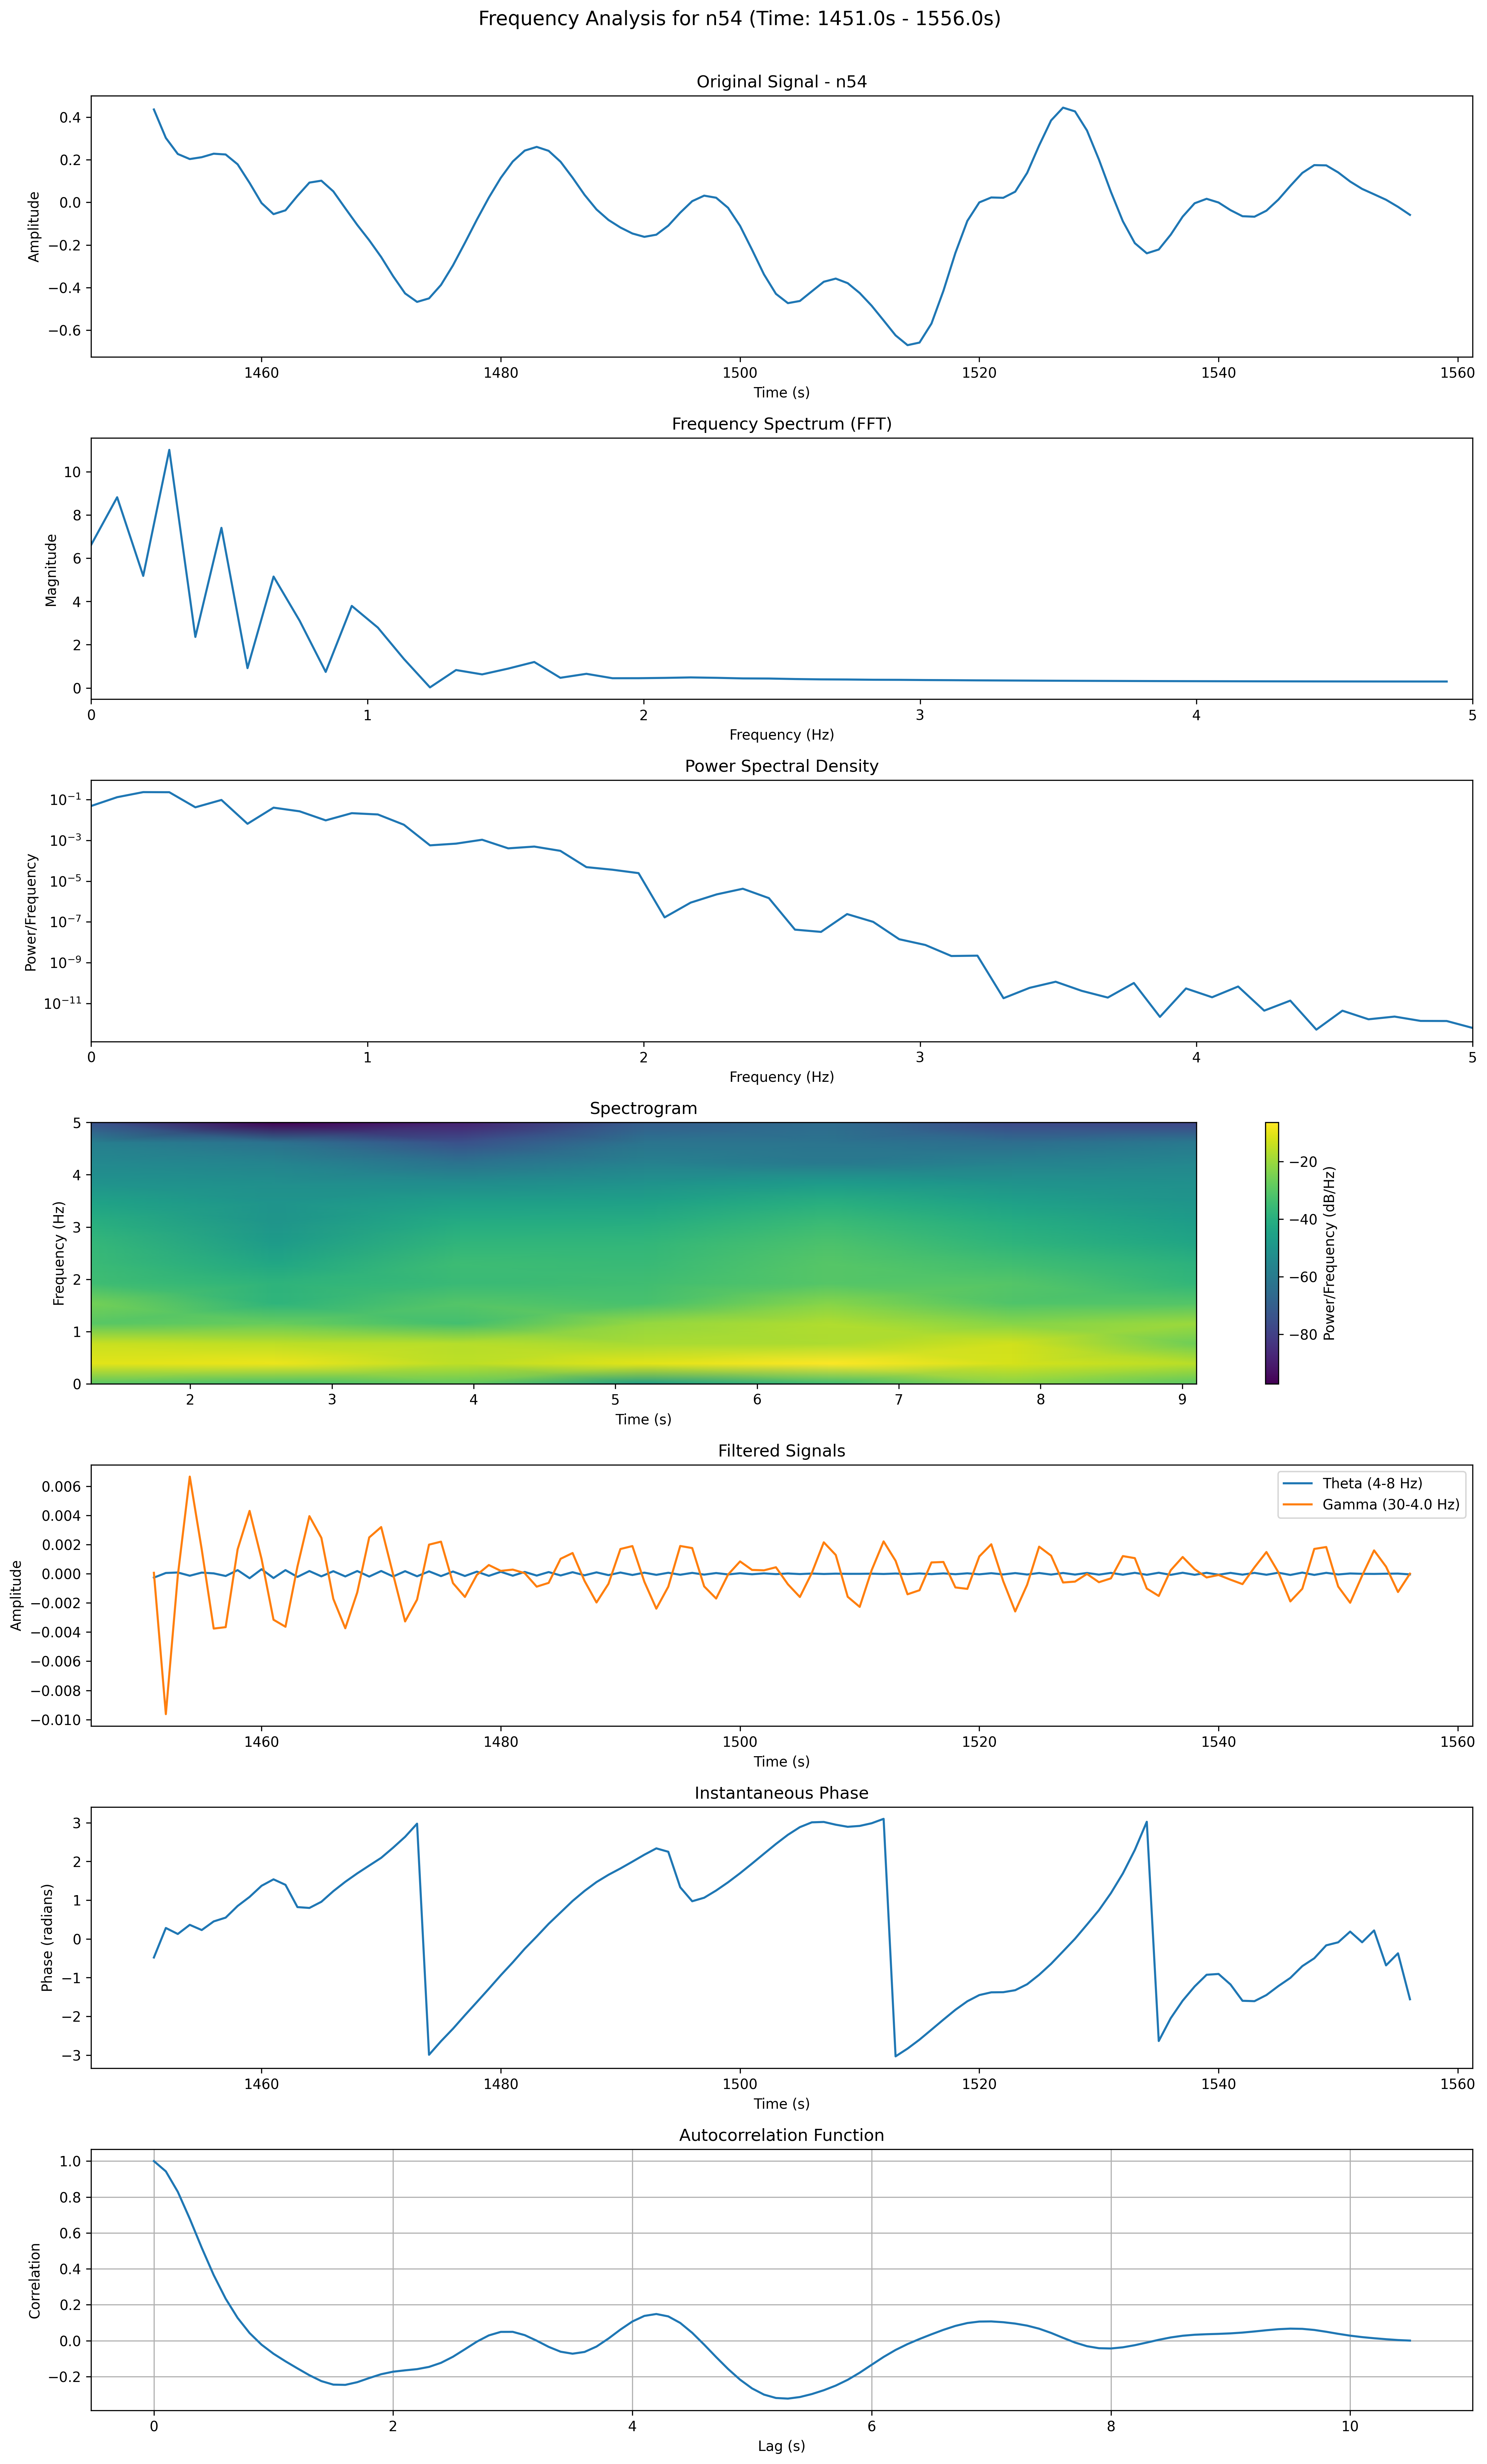 Frequency Analysis for n54 (Time: 1451.0s - 1556.0s)
Original Signal - n54
Amplitude
0.4
0.2
0.0
−0.2
−0.4
−0.6
1460 1480 1500 1520 1540 1560
Time (s)
Frequency Spectrum (FFT)
Magnitude
10
8
6
4
2
0
0 1 2 3 4 5
Frequency (Hz)
Power Spectral Density
Power/Frequency
10⁻¹
10⁻³
10⁻⁵
10⁻⁷
10⁻⁹
10⁻¹¹
0 1 2 3 4 5
Frequency (Hz)
Spectrogram
Frequency (Hz)
5
4
3
2
1
0
2 3 4 5 6 7 8 9
Time (s)
−20
−40
−60
−80
Power/Frequency (dB/Hz)
Filtered Signals
Amplitude
0.006
0.004
0.002
0.000
−0.002
−0.004
−0.006
−0.008
−0.010
Theta (4-8 Hz)
Gamma (30-4.0 Hz)
1460 1480 1500 1520 1540 1560
Time (s)
Instantaneous Phase
Phase (radians)
3
2
1
0
−1
−2
−3
1460 1480 1500 1520 1540 1560
Time (s)
Autocorrelation Function
Correlation
1.0
0.8
0.6
0.4
0.2
0.0
−0.2
0 2 4 6 8 10
Lag (s)